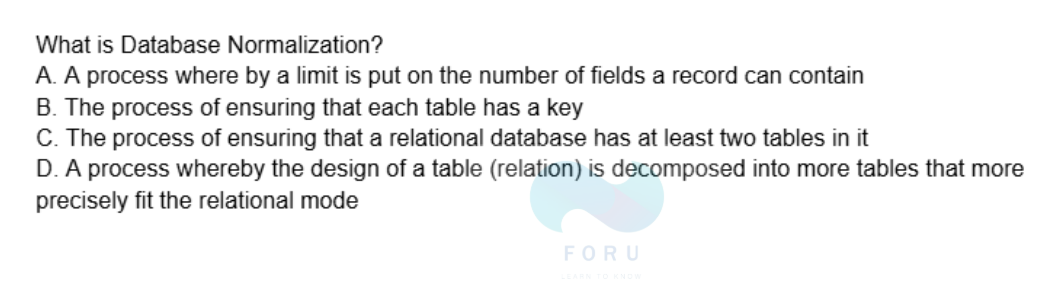 What is Database Normalization?
A. A process where by a limit is put on the number of fields a record can contain
B. The process of ensuring that each table has a key
C. The process of ensuring that a relational database has at least two tables in it
D. A process whereby the design of a table (relation) is decomposed into more tables that more
precisely fit the relational mode
FORU